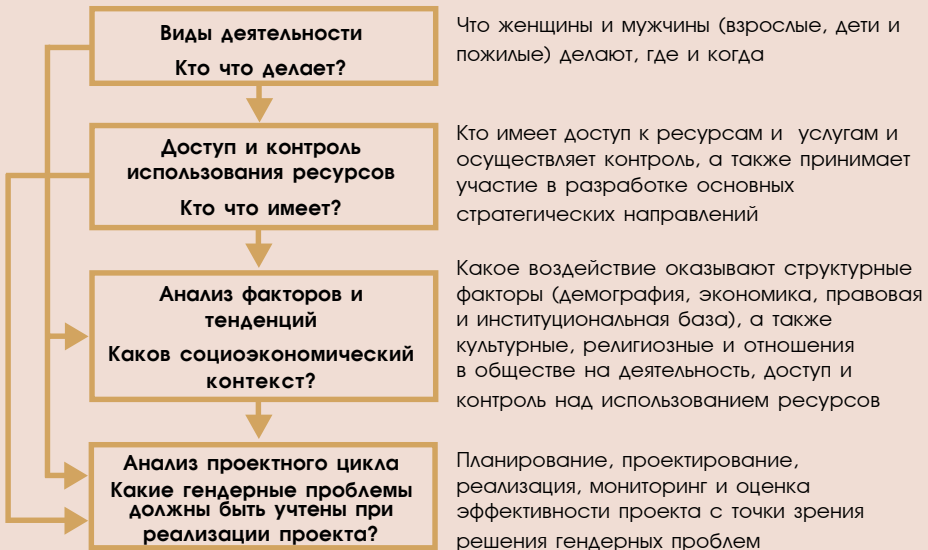 Виды деятельности
Кто что делает?
Что женщины и мужчины (взрослые, дети и
пожилые) делают, где и когда
Доступ и контроль
использования ресурсов
Кто что имеет?
Кто имеет доступ к ресурсам и услугам и
осуществляет контроль, а также принимает
участие в разработке основных
стратегических направлений
Анализ факторов и
тенденций
Каков социоэкономический
контекст?
Какое воздействие оказывают структурные
факторы (демография, экономика, правовая
и институциональная база), а также
культурные, религиозные и отношения
в обществе на деятельность, доступ и
контроль над использованием ресурсов
Анализ проектного цикла
Какие гендерные проблемы
должны быть учтены при
реализации проекта?
Планирование, проектирование,
реализация, мониторинг и оценка
эффективности проекта с точки зрения
решения гендерных проблем